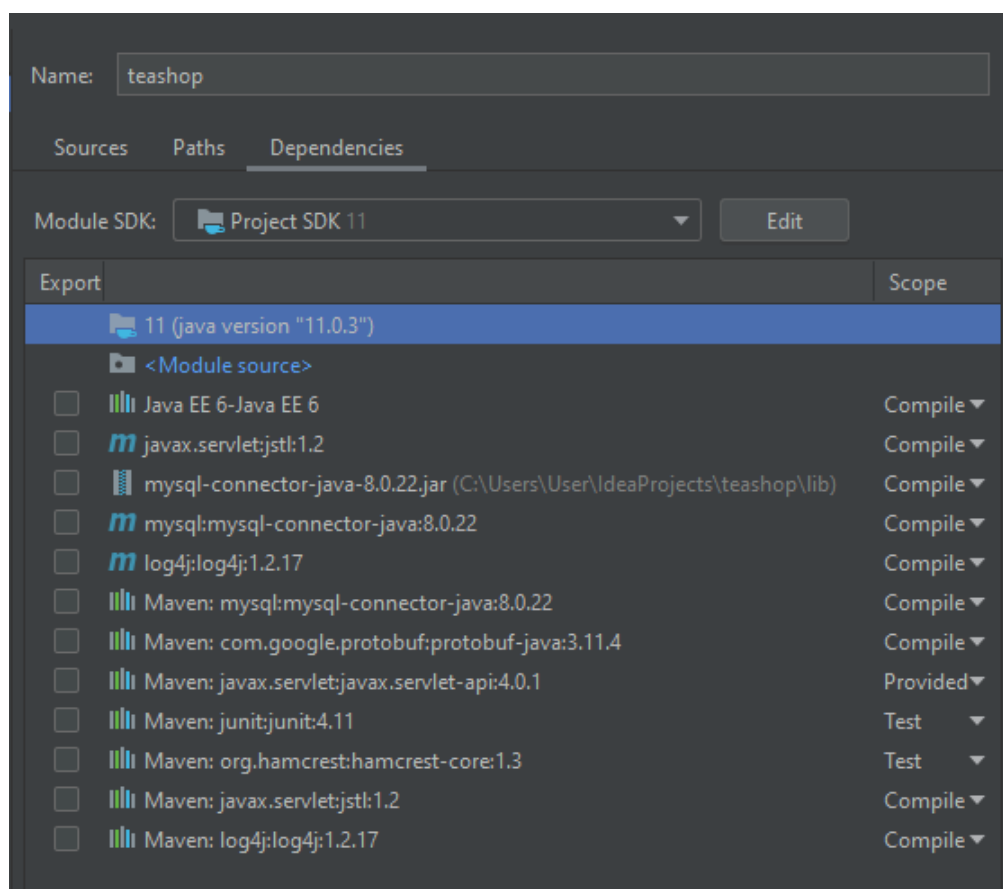 Name: teashop
Sources Paths Dependencies
Module SDK: Project SDK 11 Edit
Export Scope
11 (java version "11.0.3")
<Module source>
Java EE 6-Java EE 6 Compile
javax.servlet:jstl:1.2 Compile
mysql-connector-java-8.0.22.jar (C:\Users\User\IdeaProjects\teashop\lib) Compile
mysql:mysql-connector-java:8.0.22 Compile
log4j:log4j:1.2.17 Compile
Maven: mysql:mysql-connector-java:8.0.22 Compile
Maven: com.google.protobuf:protobuf-java:3.11.4 Compile
Maven: javax.servlet:javax.servlet-api:4.0.1 Provided
Maven: junit:junit:4.11 Test
Maven: org.hamcrest:hamcrest-core:1.3 Test
Maven: javax.servlet:jstl:1.2 Compile
Maven: log4j:log4j:1.2.17 Compile